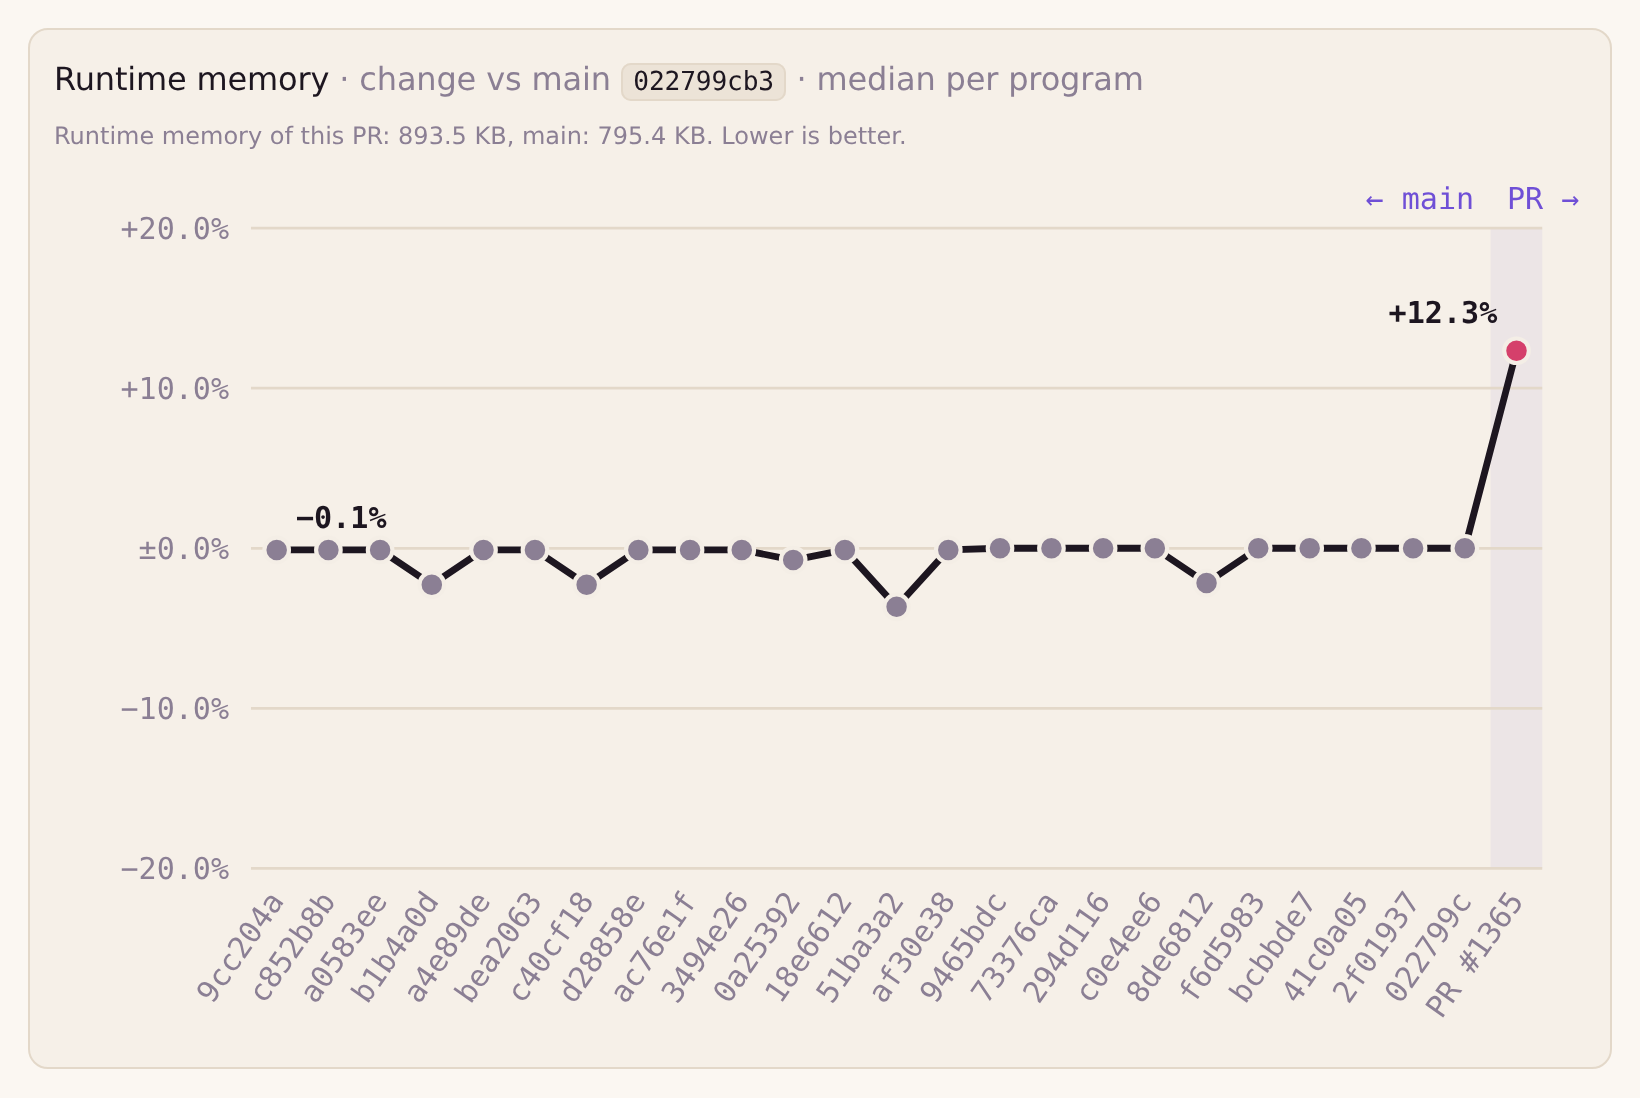 Runtime memory · change vs main 022799cb3 · median per program
Runtime memory of this PR: 893.5 KB, main: 795.4 KB. Lower is better.
← main PR →
+20.0%
+12.3%
+10.0%
−0.1%
±0.0%
−10.0%
−20.0%
9cc204a
c852b8b
a0583ee
b1b4a0d
a4e89de
bea2063
c40cf18
d28858e
ac76e1f
3494e26
0a25392
18e6612
51ba3a2
af30e38
9465bdc
73376ca
294d116
c0e4ee6
8de6812
f6d5983
bcbbde7
41c0a05
2f01937
022799c
PR #1365